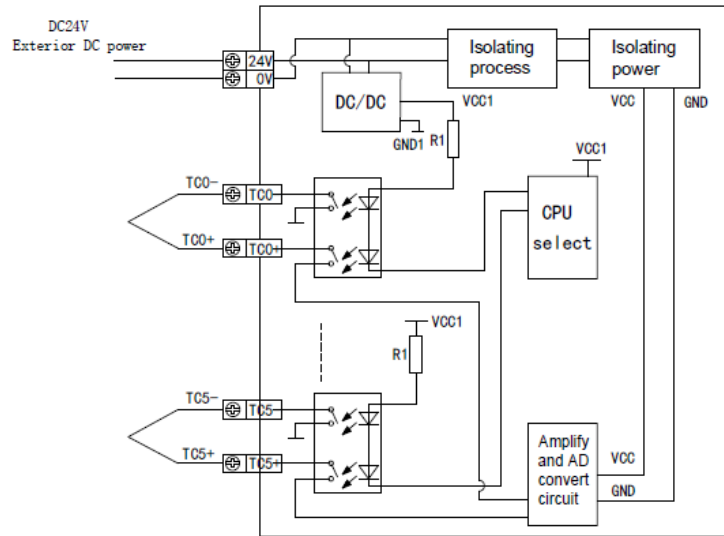 DC24V
Exterior DC power
24V
0V
Isolating
process
Isolating
power
DC/DC
VCC1
VCC
GND
GND1
R1
VCC1
TC0-
TC0-
CPU
select
TC0+
TC0+
VCC1
R1
TC5-
TC5-
TC5+
TC5+
Amplify
and AD
convert
circuit
VCC
GND